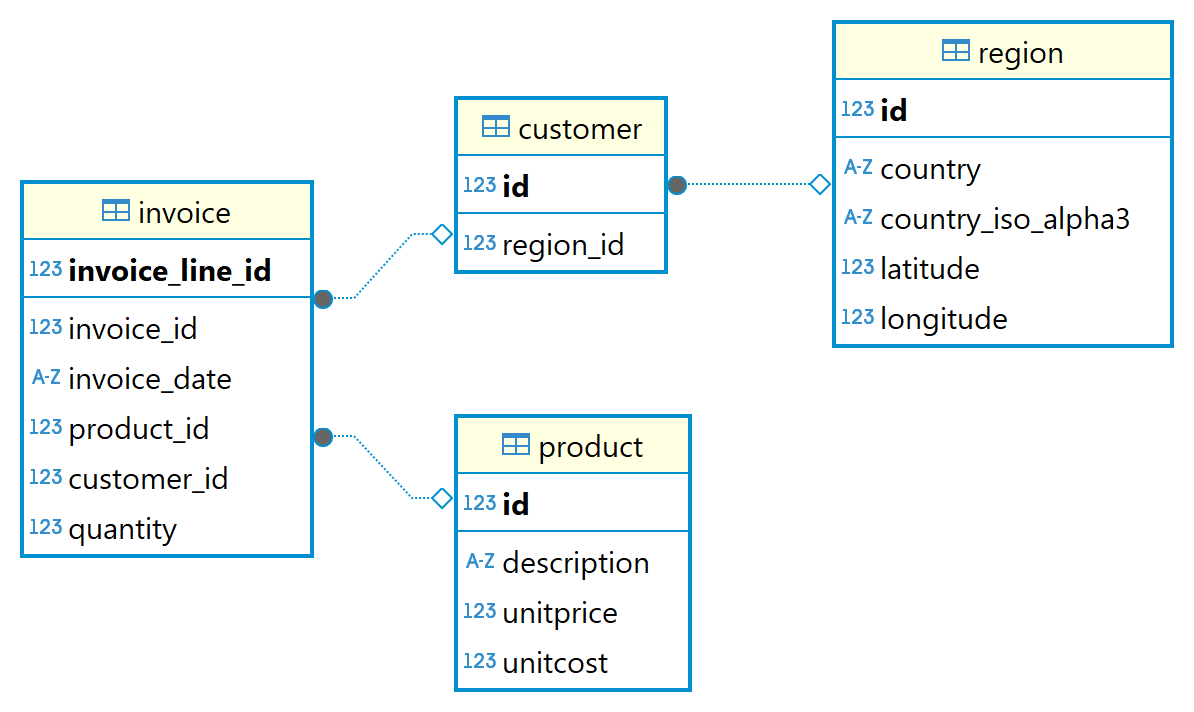 invoice
123 invoice_line_id
123 invoice_id
A-Z invoice_date
123 product_id
123 customer_id
123 quantity
customer
123 id
123 region_id
product
123 id
A-Z description
123 unitprice
123 unitcost
region
123 id
A-Z country
A-Z country_iso_alpha3
123 latitude
123 longitude